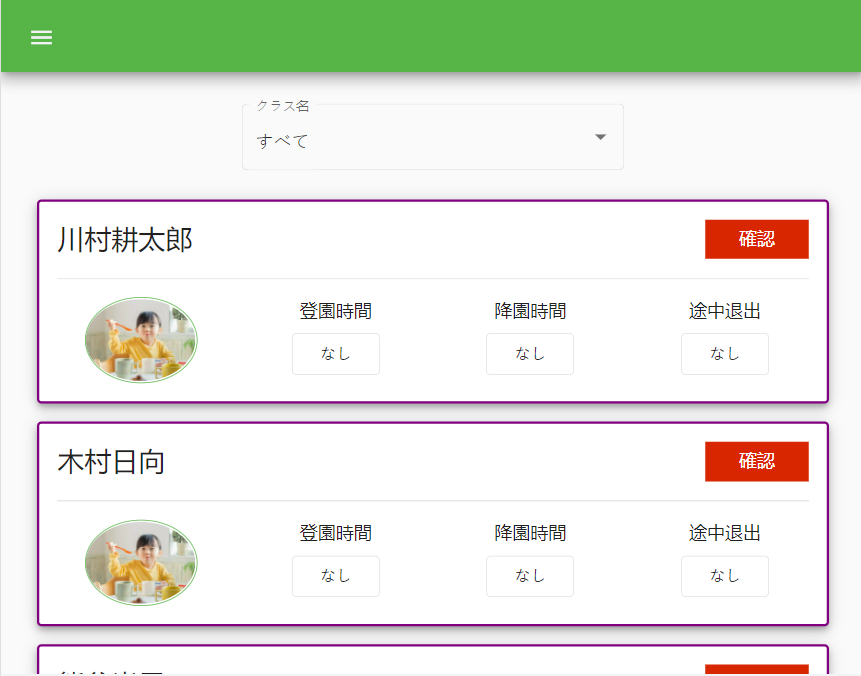 クラス名
すべて
川村耕太郎
確認
登園時間 降園時間 途中退出
なし なし なし
木村日向
確認
登園時間 降園時間 途中退出
なし なし なし